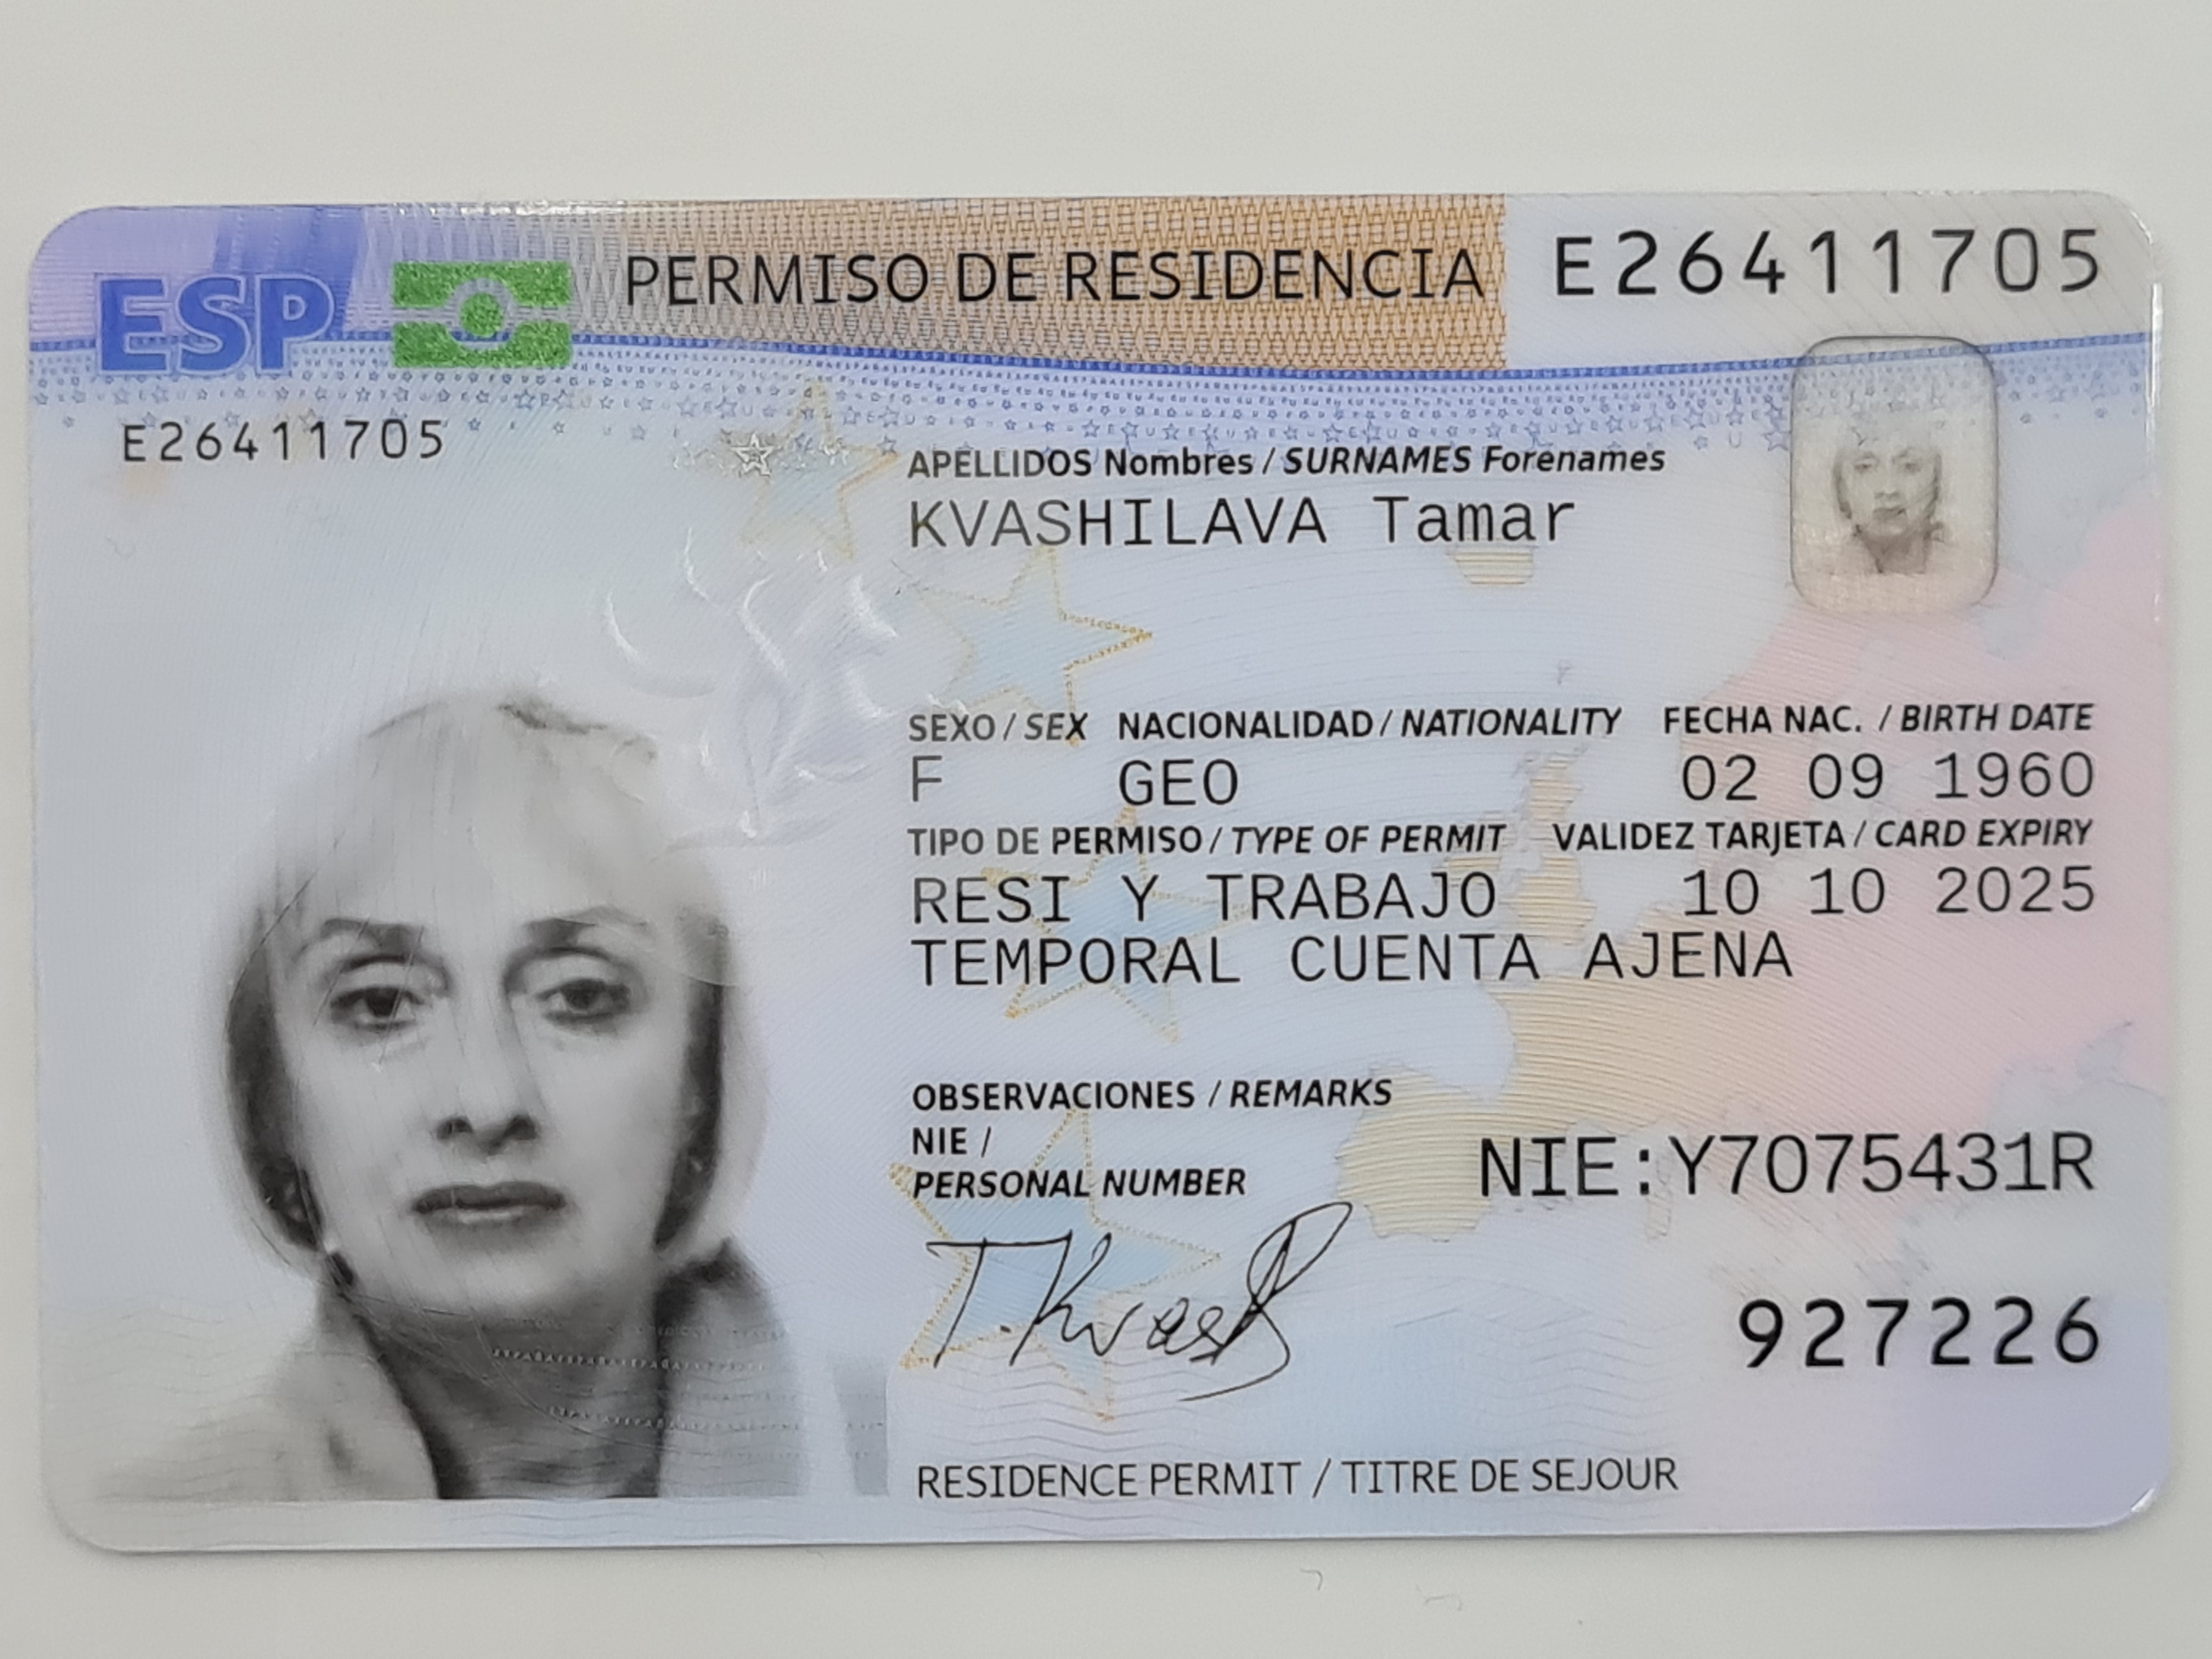 ESP PERMISO DE RESIDENCIA E26411705
E26411705
APELLIDOS Nombres / SURNAMES Forenames
KVASHILAVA Tamar
SEXO / SEX NACIONALIDAD / NATIONALITY FECHA NAC. / BIRTH DATE
F GEO 02 09 1960
TIPO DE PERMISO / TYPE OF PERMIT VALIDEZ TARJETA / CARD EXPIRY
RESI Y TRABAJO 10 10 2025
TEMPORAL CUENTA AJENA
OBSERVACIONES / REMARKS
NIE /
PERSONAL NUMBER NIE:Y7075431R
927226
RESIDENCE PERMIT / TITRE DE SEJOUR